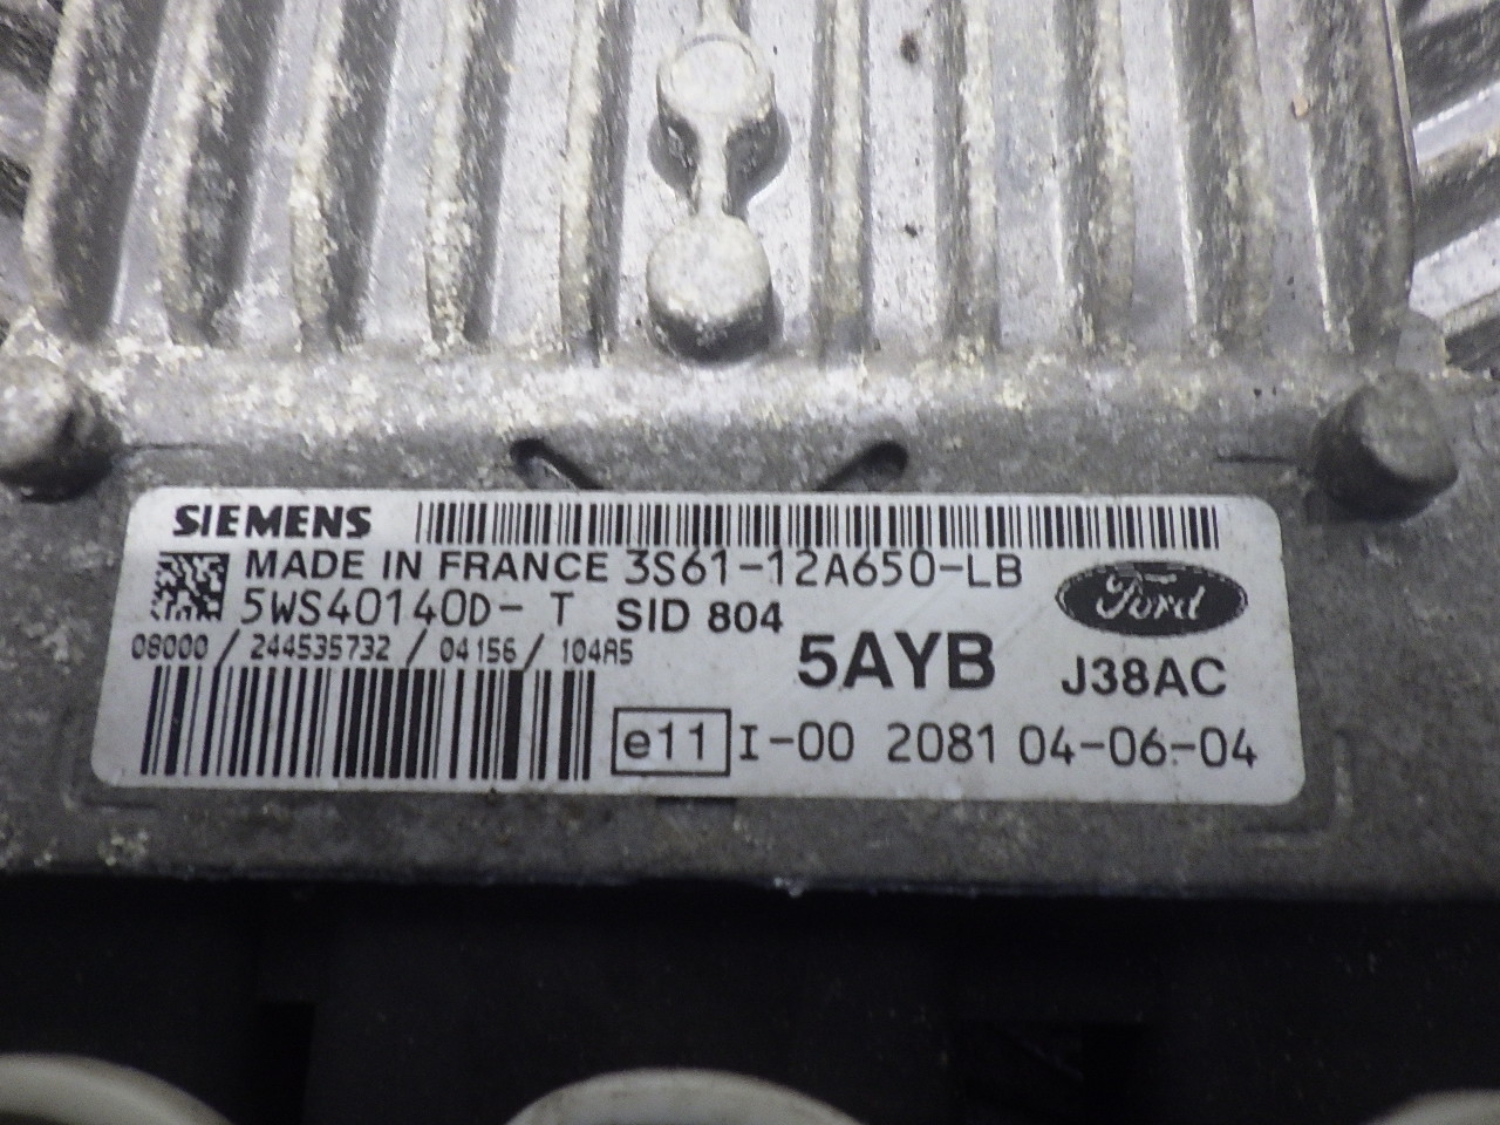 SIEMENS
MADE IN FRANCE 3S61-12A650-LB
Ford
5WS40140D- T SID 804
08000 / 244535732 / 04156 / 104A5
5AYB J38AC
e11 I-00 2081 04-06-04